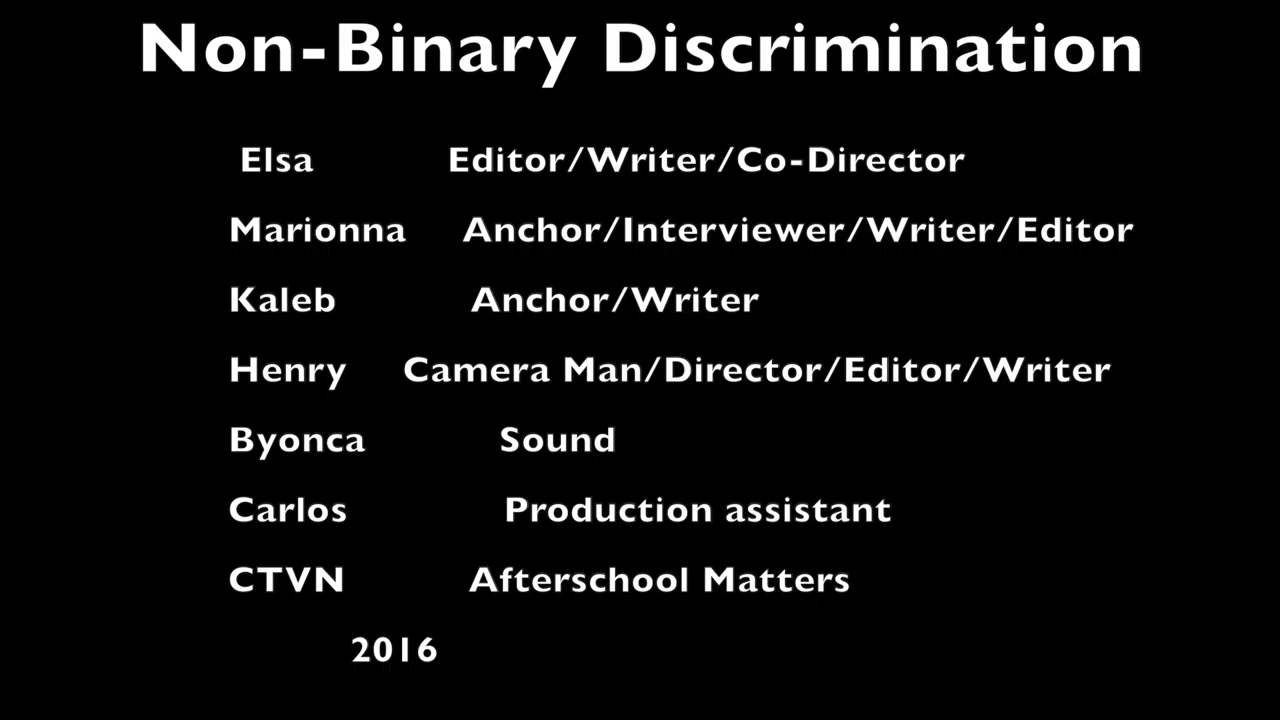 Non-Binary Discrimination
Elsa Editor/Writer/Co-Director
Marionna Anchor/Interviewer/Writer/Editor
Kaleb Anchor/Writer
Henry Camera Man/Director/Editor/Writer
Byonca Sound
Carlos Production assistant
CTVN Afterschool Matters
2016